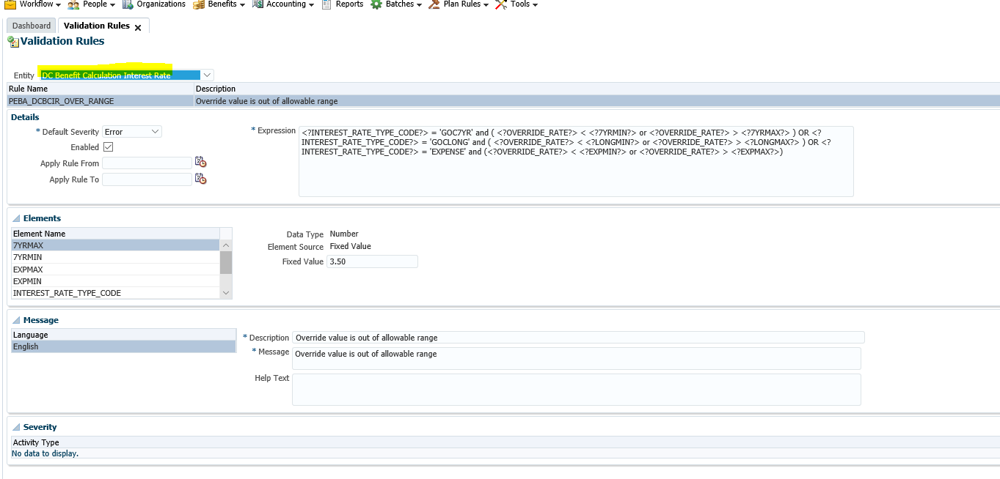 Workflow People Organizations Benefits Accounting Reports Batches Plan Rules Tools
Dashboard Validation Rules
Validation Rules
Entity DC Benefit Calculation Interest Rate
Rule Name Description
PEBA_DCBCIR_OVER_RANGE Override value is out of allowable range
Details
* Default Severity Error
Enabled
Apply Rule From
Apply Rule To
* Expression <?INTEREST_RATE_TYPE_CODE?> = 'GOC7YR' and ( <?OVERRIDE_RATE?> < <?7YRMIN?> or <?OVERRIDE_RATE?> > <?7YRMAX?> ) OR <?
INTEREST_RATE_TYPE_CODE?> = 'GOCLONG' and ( <?OVERRIDE_RATE?> < <?LONGMIN?> or <?OVERRIDE_RATE?> > <?LONGMAX?> ) OR <?
INTEREST_RATE_TYPE_CODE?> = 'EXPENSE' and (<?OVERRIDE_RATE?> < <?EXPMIN?> or <?OVERRIDE_RATE?> > <?EXPMAX?>)
Elements
Element Name
7YRMAX
7YRMIN
EXPMAX
EXPMIN
INTEREST_RATE_TYPE_CODE
Data Type Number
Element Source Fixed Value
Fixed Value 3.50
Message
Language
English
* Description Override value is out of allowable range
* Message Override value is out of allowable range
Help Text
Severity
Activity Type
No data to display.